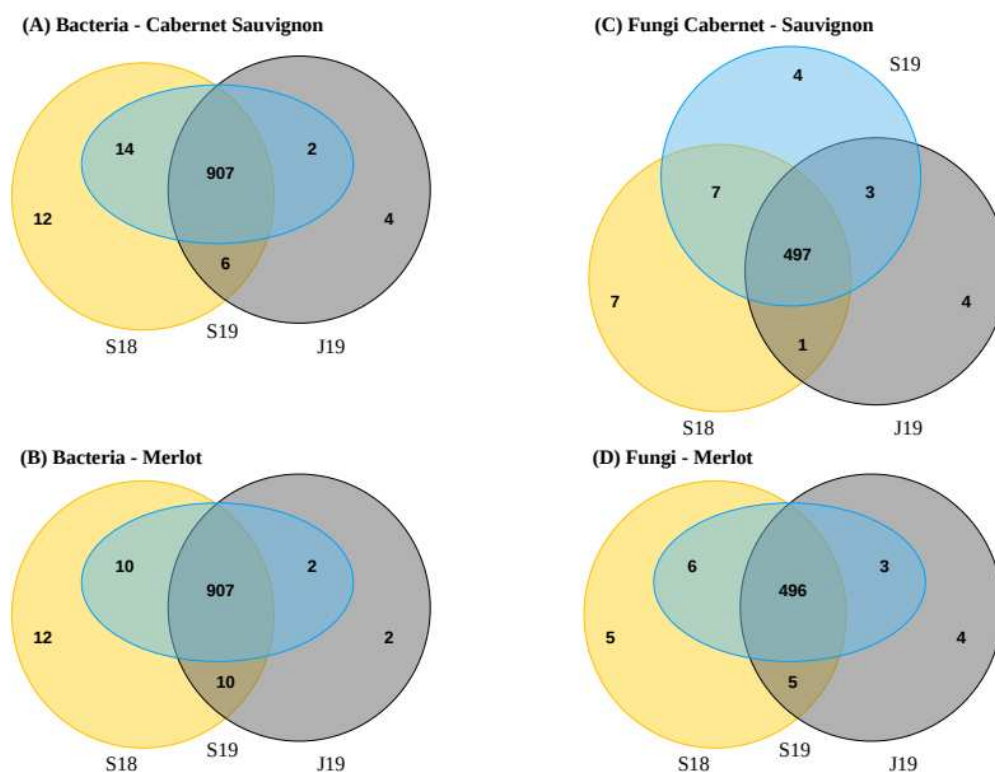 (A) Bacteria - Cabernet Sauvignon
14
2
907
12
4
6
S19
S18
J19
(C) Fungi Cabernet - Sauvignon
S19
4
7
3
497
7
4
1
S18
J19
(B) Bacteria - Merlot
10
2
907
12
2
10
S19
S18
J19
(D) Fungi - Merlot
6
3
496
5
4
5
S19
S18
J19